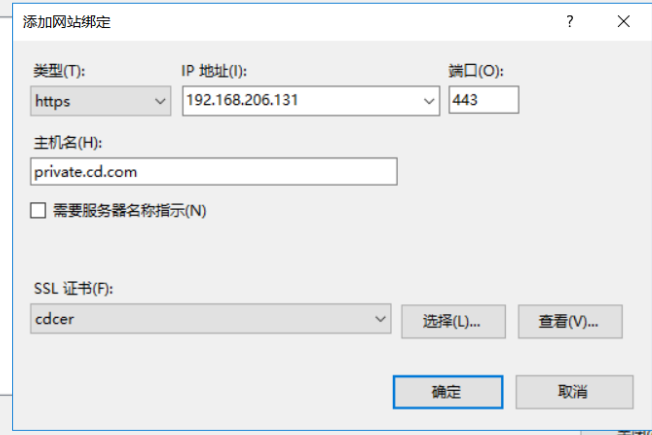 添加网站绑定
类型(T): IP 地址(I): 端口(O):
https 192.168.206.131 443
主机名(H):
private.cd.com
需要服务器名称指示(N)
SSL 证书(F):
cdcer 选择(L)... 查看(V)...
确定 取消